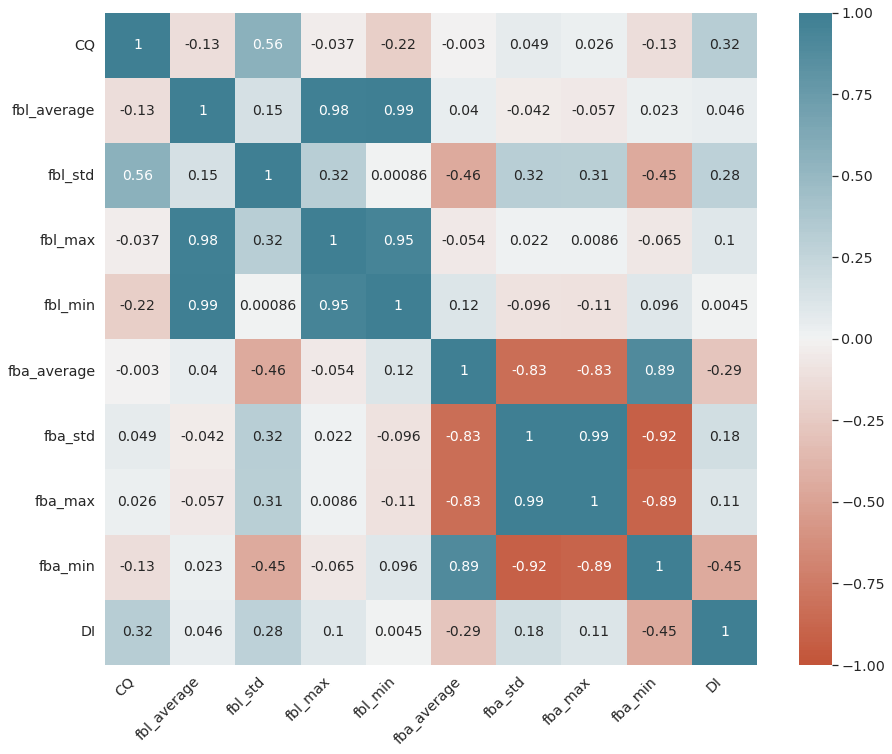 CQ 1 -0.13 0.56 -0.037 -0.22 -0.003 0.049 0.026 -0.13 0.32
fbl_average -0.13 1 0.15 0.98 0.99 0.04 -0.042 -0.057 0.023 0.046
fbl_std 0.56 0.15 1 0.32 0.00086 -0.46 0.32 0.31 -0.45 0.28
fbl_max -0.037 0.98 0.32 1 0.95 -0.054 0.022 0.0086 -0.065 0.1
fbl_min -0.22 0.99 0.00086 0.95 1 0.12 -0.096 -0.11 0.096 0.0045
fba_average -0.003 0.04 -0.46 -0.054 0.12 1 -0.83 -0.83 0.89 -0.29
fba_std 0.049 -0.042 0.32 0.022 -0.096 -0.83 1 0.99 -0.92 0.18
fba_max 0.026 -0.057 0.31 0.0086 -0.11 -0.83 0.99 1 -0.89 0.11
fba_min -0.13 0.023 -0.45 -0.065 0.096 0.89 -0.92 -0.89 1 -0.45
DI 0.32 0.046 0.28 0.1 0.0045 -0.29 0.18 0.11 -0.45 1
CQ fbl_average fbl_std fbl_max fbl_min fba_average fba_std fba_max fba_min DI
1.00
0.75
0.50
0.25
0.00
−0.25
−0.50
−0.75
−1.00